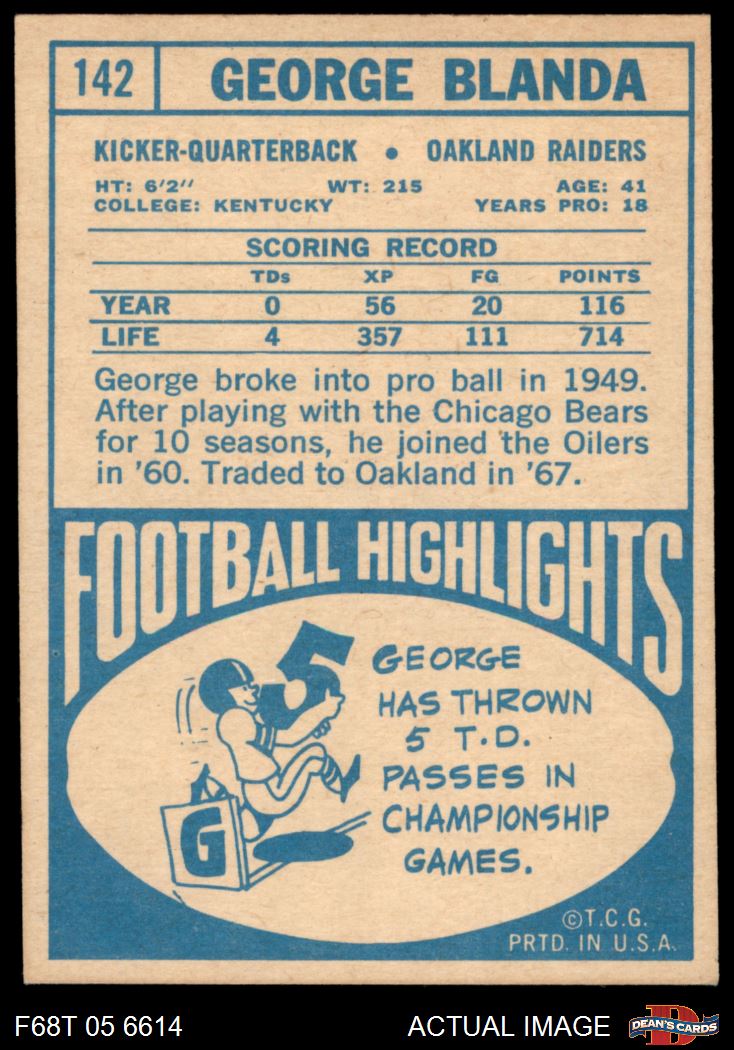 142 GEORGE BLANDA
KICKER-QUARTERBACK • OAKLAND RAIDERS
HT: 6'2" WT: 215 AGE: 41
COLLEGE: KENTUCKY YEARS PRO: 18
SCORING RECORD
TDs XP FG POINTS
YEAR 0 56 20 116
LIFE 4 357 111 714
George broke into pro ball in 1949.
After playing with the Chicago Bears
for 10 seasons, he joined the Oilers
in '60. Traded to Oakland in '67.
FOOTBALL HIGHLIGHTS
5
G
GEORGE
HAS THROWN
5 T.D.
PASSES IN
CHAMPIONSHIP
GAMES.
©T.C.G.
PRTD. IN U.S.A.
F68T 05 6614 ACTUAL IMAGE D DEAN'S CARDS